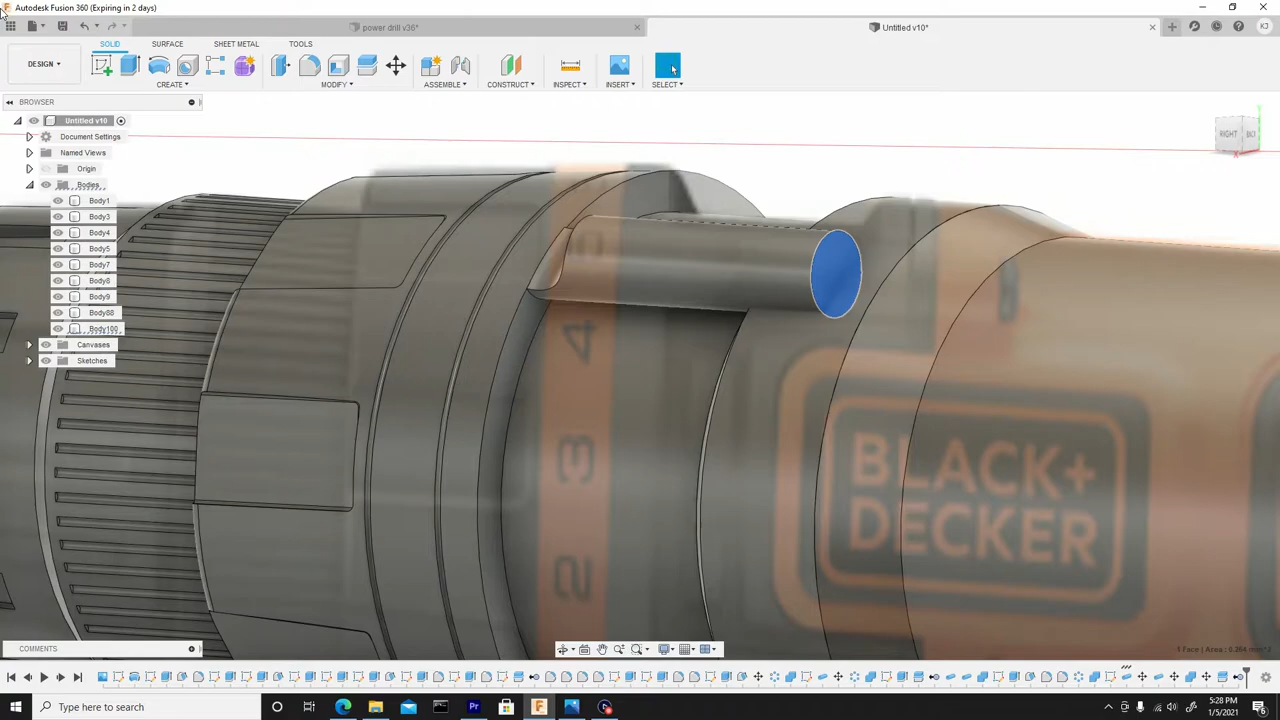 Autodesk Fusion 360 (Expiring in 2 days)
power drill v36*
Untitled v10*
KJ
SOLID SURFACE SHEET METAL TOOLS
DESIGN
CREATE MODIFY ASSEMBLE CONSTRUCT INSPECT INSERT SELECT
BROWSER
Untitled v10
Document Settings
Named Views
Origin
Bodies
Body1
Body3
Body4
Body5
Body7
Body8
Body9
Body88
Body100
Canvases
Sketches
RIGHT
4
3
2
BLACK+
DECKER
COMMENTS
1 Face | Area : 0.264 mm^2
Type here to search
Pr
5:28 PM
1/5/2021